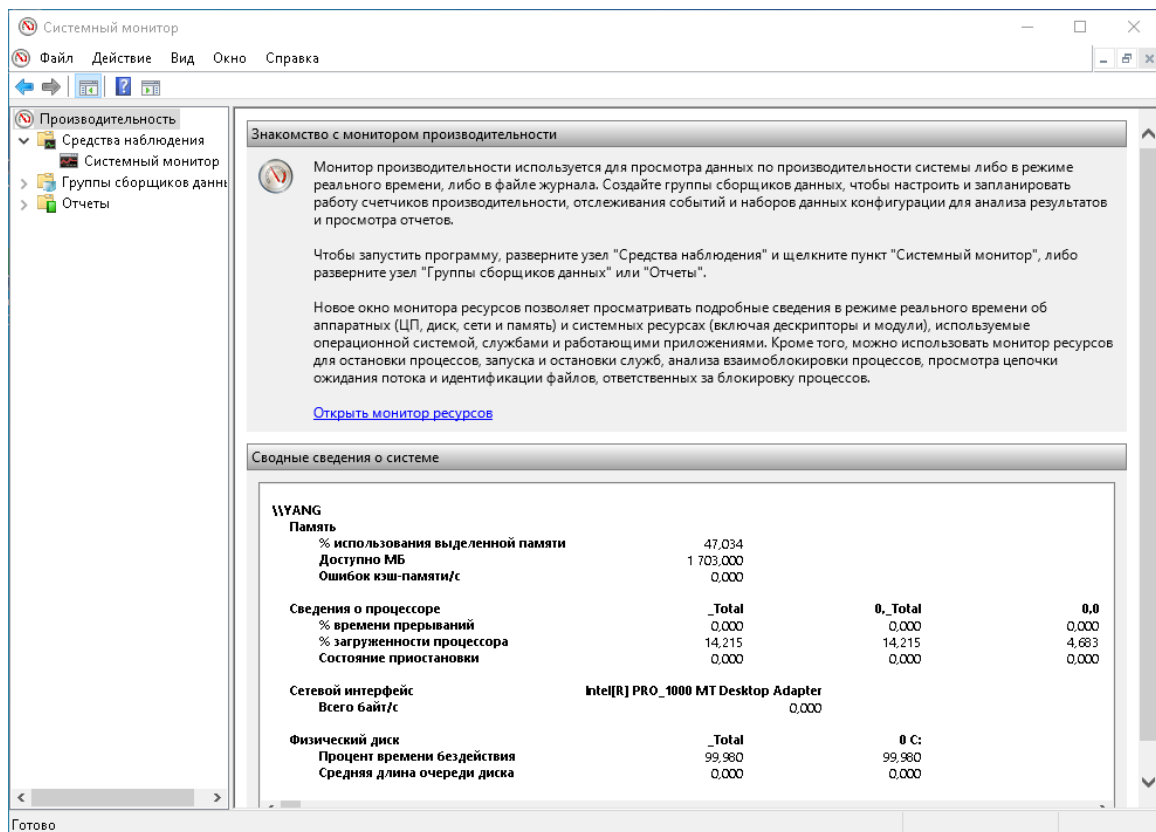 Системный монитор
Файл Действие Вид Окно Справка
Производительность
Средства наблюдения
Системный монитор
Группы сборщиков данн
Отчеты
Знакомство с монитором производительности
Монитор производительности используется для просмотра данных по производительности системы либо в режиме
реального времени, либо в файле журнала. Создайте группы сборщиков данных, чтобы настроить и запланировать
работу счетчиков производительности, отслеживания событий и наборов данных конфигурации для анализа результатов
и просмотра отчетов.
Чтобы запустить программу, разверните узел "Средства наблюдения" и щелкните пункт "Системный монитор", либо
разверните узел "Группы сборщиков данных" или "Отчеты".
Новое окно монитора ресурсов позволяет просматривать подробные сведения в режиме реального времени об
аппаратных (ЦП, диск, сети и память) и системных ресурсах (включая дескрипторы и модули), используемые
операционной системой, службами и работающими приложениями. Кроме того, можно использовать монитор ресурсов
для остановки процессов, запуска и остановки служб, анализа взаимоблокировки процессов, просмотра цепочки
ожидания потока и идентификации файлов, ответственных за блокировку процессов.
Открыть монитор ресурсов
Сводные сведения о системе
\\YANG
Память
% использования выделенной памяти 47,034
Доступно МБ 1 703,000
Ошибок кэш-памяти/с 0,000
Сведения о процессоре _Total 0,_Total 0,0
% времени прерываний 0,000 0,000 0,000
% загруженности процессора 14,215 14,215 4,683
Состояние приостановки 0,000 0,000 0,000
Сетевой интерфейс Intel[R] PRO_1000 MT Desktop Adapter
Всего байт/с 0,000
Физический диск _Total 0 C:
Процент времени бездействия 99,980 99,980
Средняя длина очереди диска 0,000 0,000
Готово